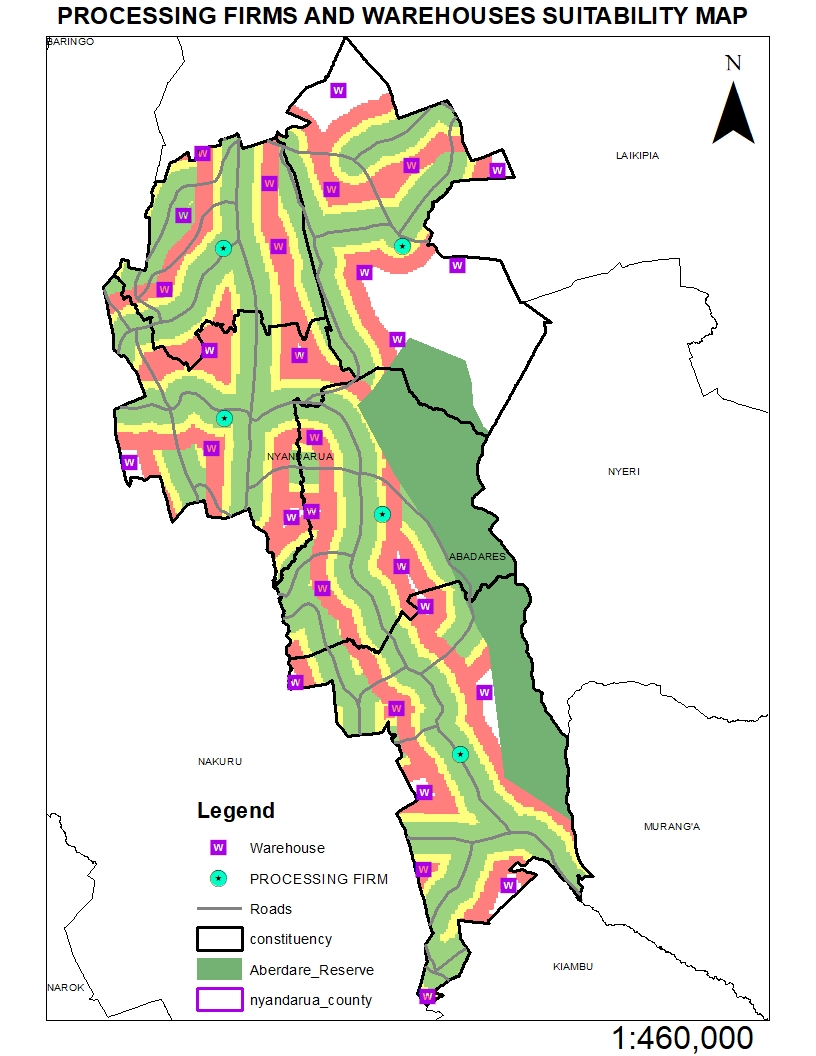 PROCESSING FIRMS AND WAREHOUSES SUITABILITY MAP
BARINGO
N
LAIKIPIA
NYANDARUA
NYERI
ABADARES
NAKURU
MURANG'A
KIAMBU
NAROK
Legend
W Warehouse
PROCESSING FIRM
Roads
constituency
Aberdare_Reserve
nyandarua_county
1:460,000